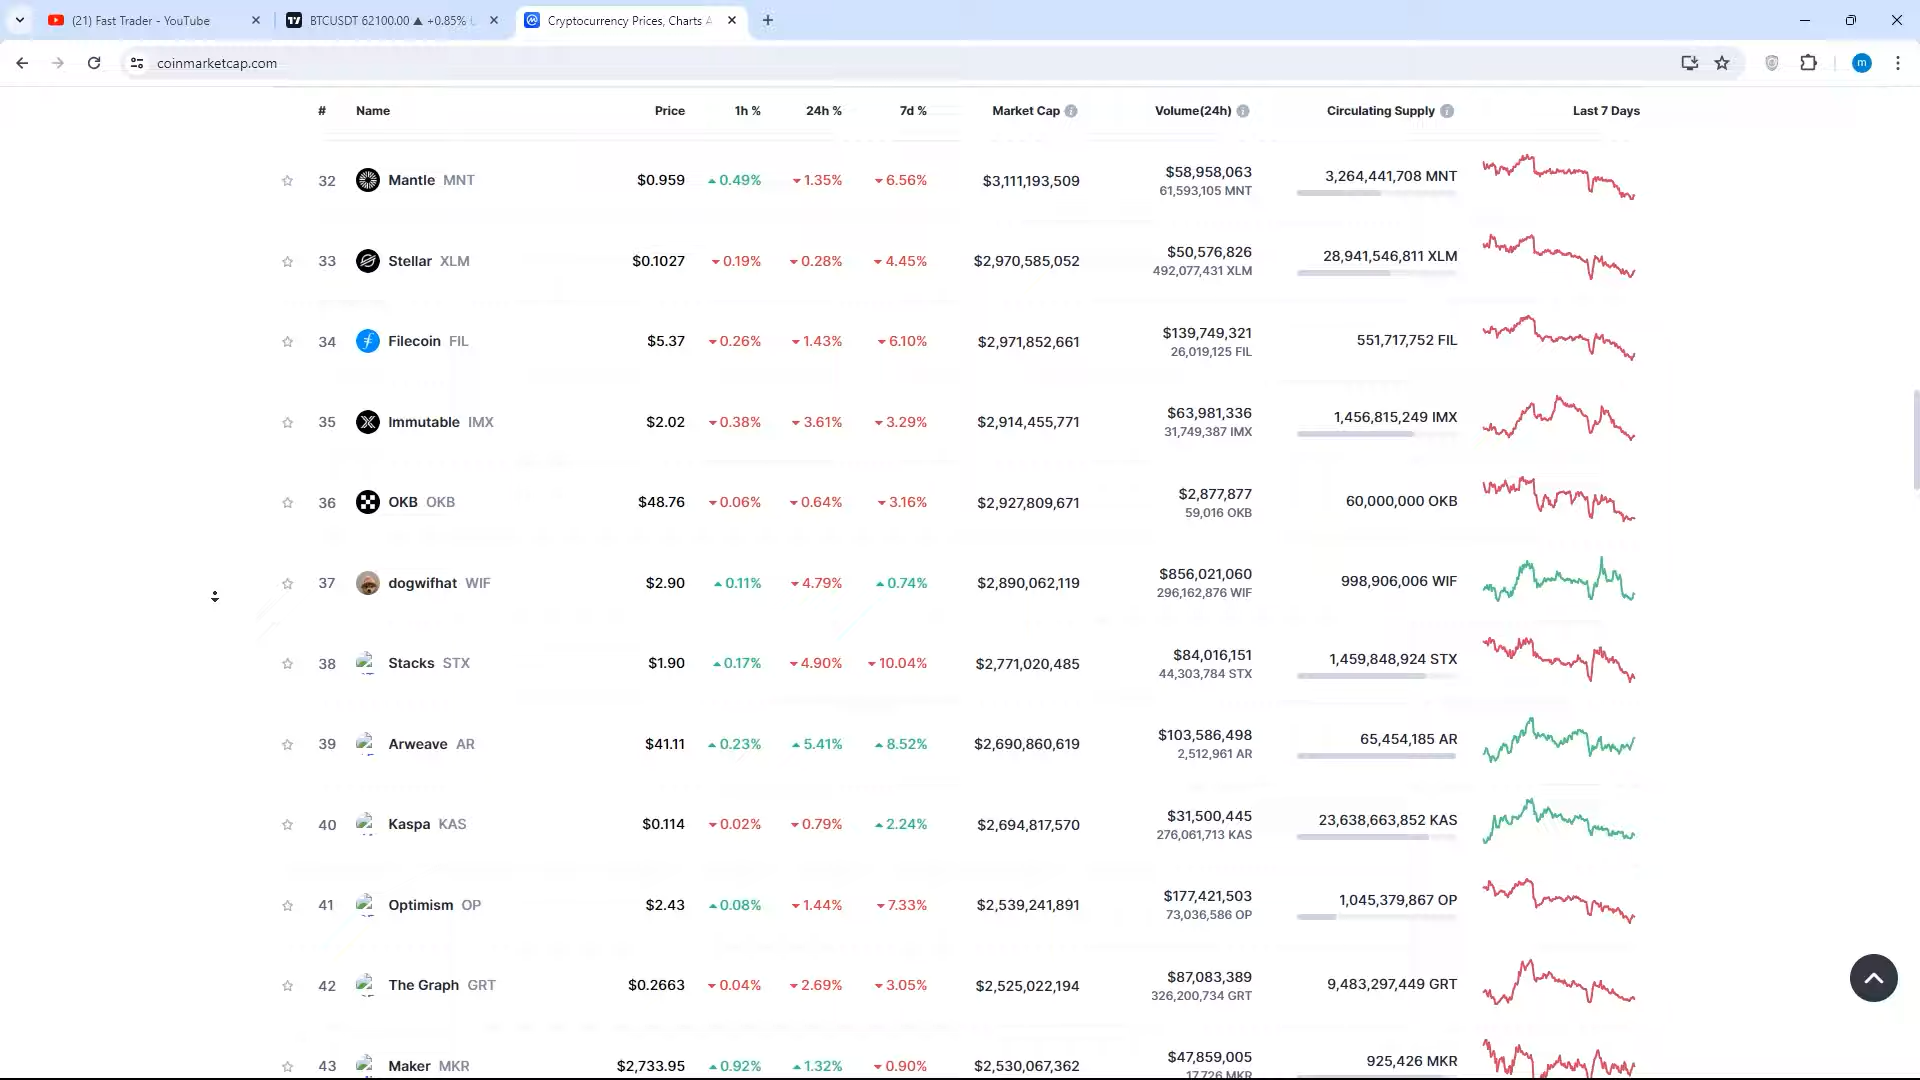 (21) Fast Trader - YouTube
BTCUSDT 62100.00 ▲ +0.85%
Cryptocurrency Prices, Charts A
coinmarketcap.com
m
# Name Price 1h % 24h % 7d % Market Cap Volume(24h) Circulating Supply Last 7 Days
32 Mantle MNT $0.959 0.49% 1.35% 6.56% $3,111,193,509 $58,958,063 3,264,441,708 MNT
61,593,105 MNT
33 Stellar XLM $0.1027 0.19% 0.28% 4.45% $2,970,585,052 $50,576,826 28,941,546,811 XLM
492,077,431 XLM
34 Filecoin FIL $5.37 0.26% 1.43% 6.10% $2,971,852,661 $139,749,321 551,717,752 FIL
26,019,125 FIL
35 Immutable IMX $2.02 0.38% 3.61% 3.29% $2,914,455,771 $63,981,336 1,456,815,249 IMX
31,749,387 IMX
36 OKB OKB $48.76 0.06% 0.64% 3.16% $2,927,809,671 $2,877,877 60,000,000 OKB
59,016 OKB
37 dogwifhat WIF $2.90 0.11% 4.79% 0.74% $2,890,062,119 $856,021,060 998,906,006 WIF
296,162,876 WIF
38 Stacks STX $1.90 0.17% 4.90% 10.04% $2,771,020,485 $84,016,151 1,459,848,924 STX
44,303,784 STX
39 Arweave AR $41.11 0.23% 5.41% 8.52% $2,690,860,619 $103,586,498 65,454,185 AR
2,512,961 AR
40 Kaspa KAS $0.114 0.02% 0.79% 2.24% $2,694,817,570 $31,500,445 23,638,663,852 KAS
276,061,713 KAS
41 Optimism OP $2.43 0.08% 1.44% 7.33% $2,539,241,891 $177,421,503 1,045,379,867 OP
73,036,586 OP
42 The Graph GRT $0.2663 0.04% 2.69% 3.05% $2,525,022,194 $87,083,389 9,483,297,449 GRT
326,200,734 GRT
43 Maker MKR $2,733.95 0.92% 1.32% 0.90% $2,530,067,362 $47,859,005 925,426 MKR
17,726 MKR